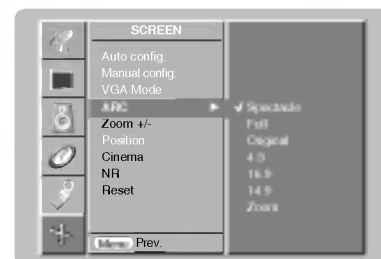 SCREEN
Auto config.
Manual config
VGA Mode
ARC
Zoom +/-
Position
Cinema
NR
Reset
Menu Prev.
Spectacle
Full
Original
4:3
16:9
14:9
Zoom